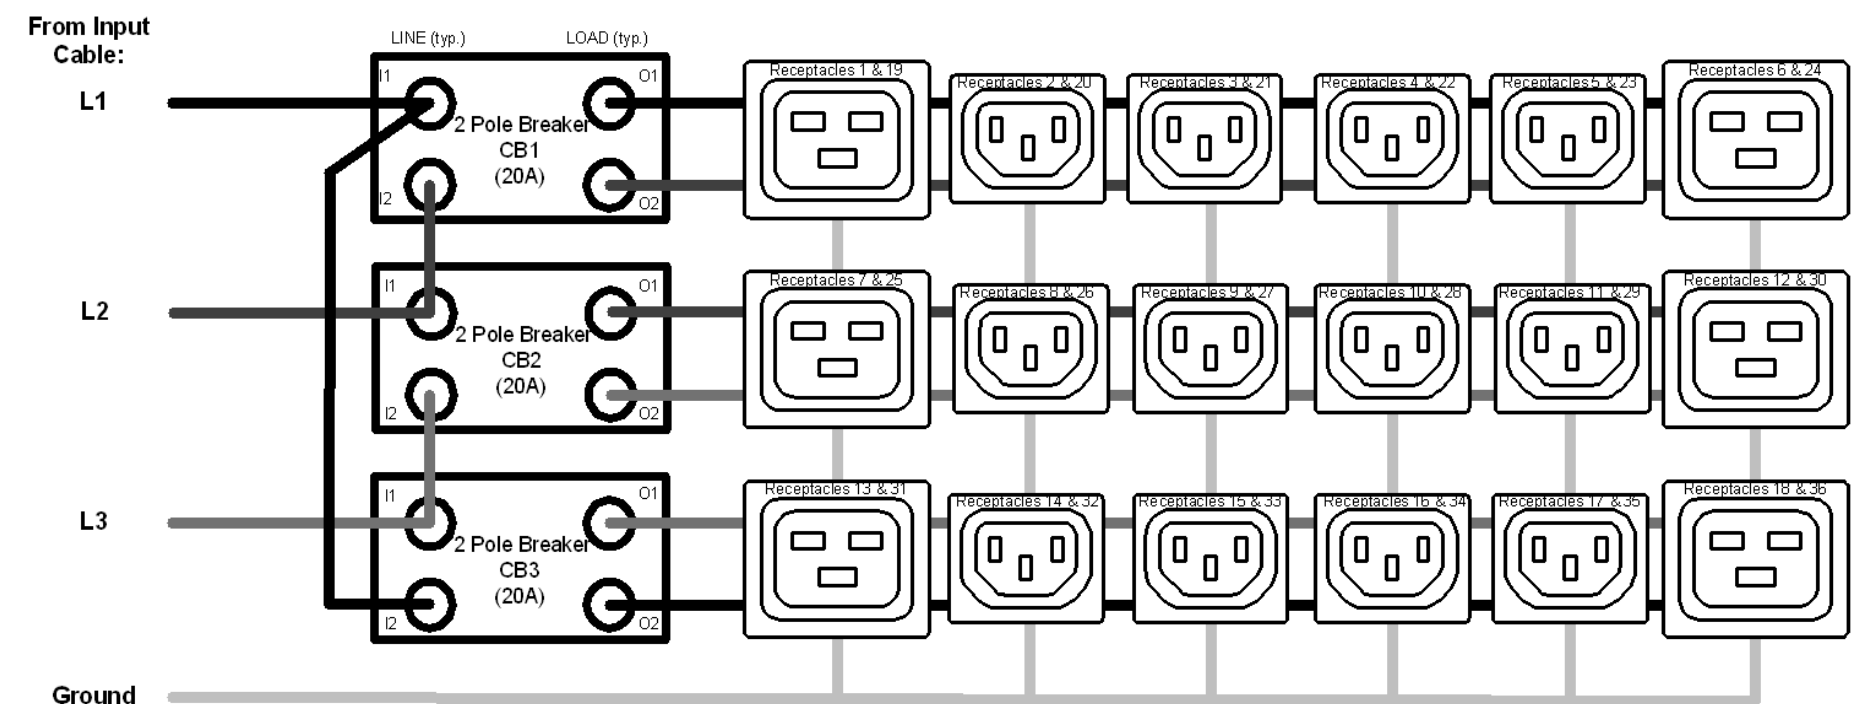 From Input
Cable:
LINE (typ.)
LOAD (typ.)
L1
I1
O1
2 Pole Breaker
CB1
(20A)
I2
O2
Receptacles 1 & 19
Receptacles 2 & 20
Receptacles 3 & 21
Receptacles 4 & 22
Receptacles 5 & 23
Receptacles 6 & 24
L2
I1
O1
2 Pole Breaker
CB2
(20A)
I2
O2
Receptacles 7 & 25
Receptacles 8 & 26
Receptacles 9 & 27
Receptacles 10 & 28
Receptacles 11 & 29
Receptacles 12 & 30
L3
I1
O1
2 Pole Breaker
CB3
(20A)
I2
O2
Receptacles 13 & 31
Receptacles 14 & 32
Receptacles 15 & 33
Receptacles 16 & 34
Receptacles 17 & 35
Receptacles 18 & 36
Ground